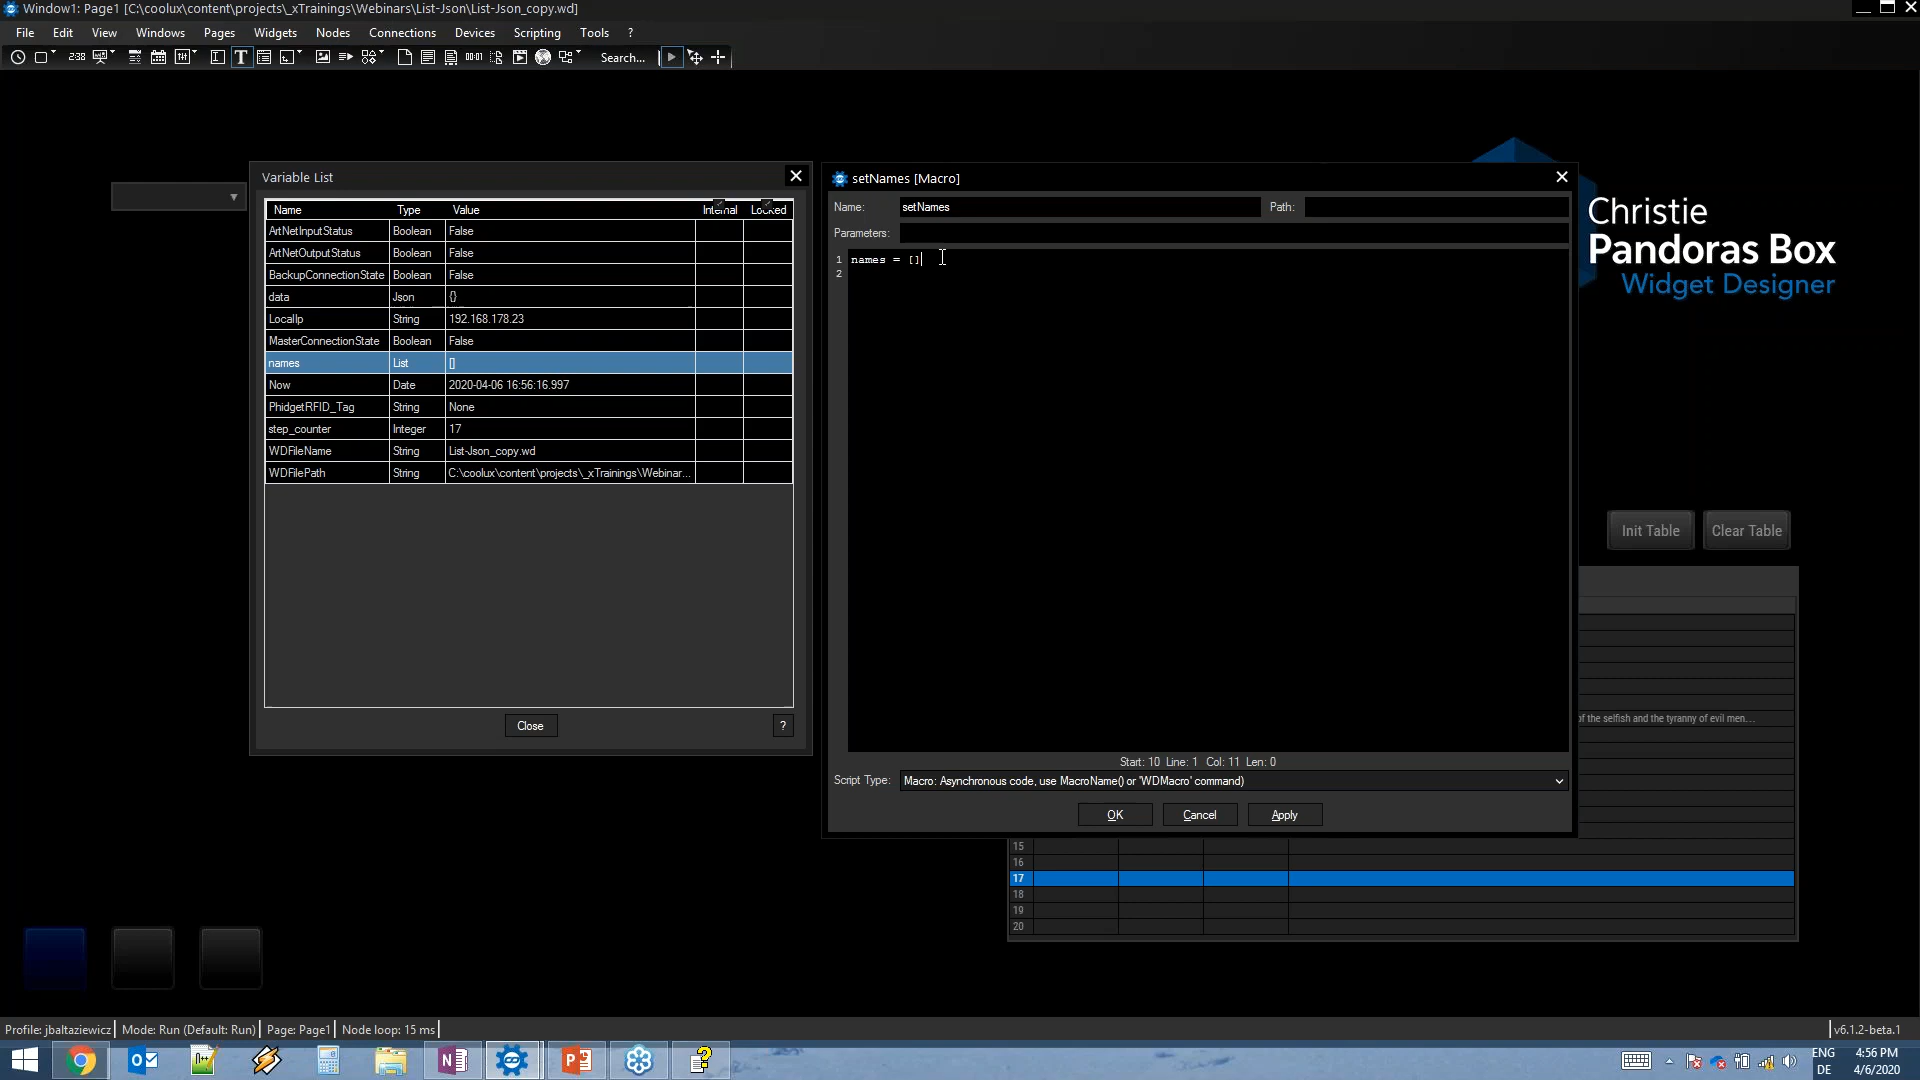 Window1: Page1 [C:\coolux\content\projects\_xTrainings\Webinars\List-Json\List-Json_copy.wd]
File Edit View Windows Pages Widgets Nodes Connections Devices Scripting Tools ?
Search...
Variable List
Name Type Value Internal Locked
ArtNetInputStatus Boolean False
ArtNetOutputStatus Boolean False
BackupConnectionState Boolean False
data Json {}
LocalIp String 192.168.178.23
MasterConnectionState Boolean False
names List []
Now Date 2020-04-06 16:56:16.997
PhidgetRFID_Tag String None
step_counter Integer 17
WDFileName String List-Json_copy.wd
WDFilePath String C:\coolux\content\projects\_xTrainings\Webinar...
Close ?
setNames [Macro]
Name: setNames Path:
Parameters:
1 names = []
2
Start: 10 Line: 1 Col: 11 Len: 0
Script Type: Macro: Asynchronous code, use MacroName() or 'WDMacro' command)
OK Cancel Apply
Christie
Pandoras Box
Widget Designer
Init Table Clear Table
of the selfish and the tyranny of evil men...
15
16
17
18
19
20
Profile: jbaltaziewicz Mode: Run (Default: Run) Page: Page1 Node loop: 15 ms v6.1.2-beta.1
ENG 4:56 PM
DE 4/6/2020